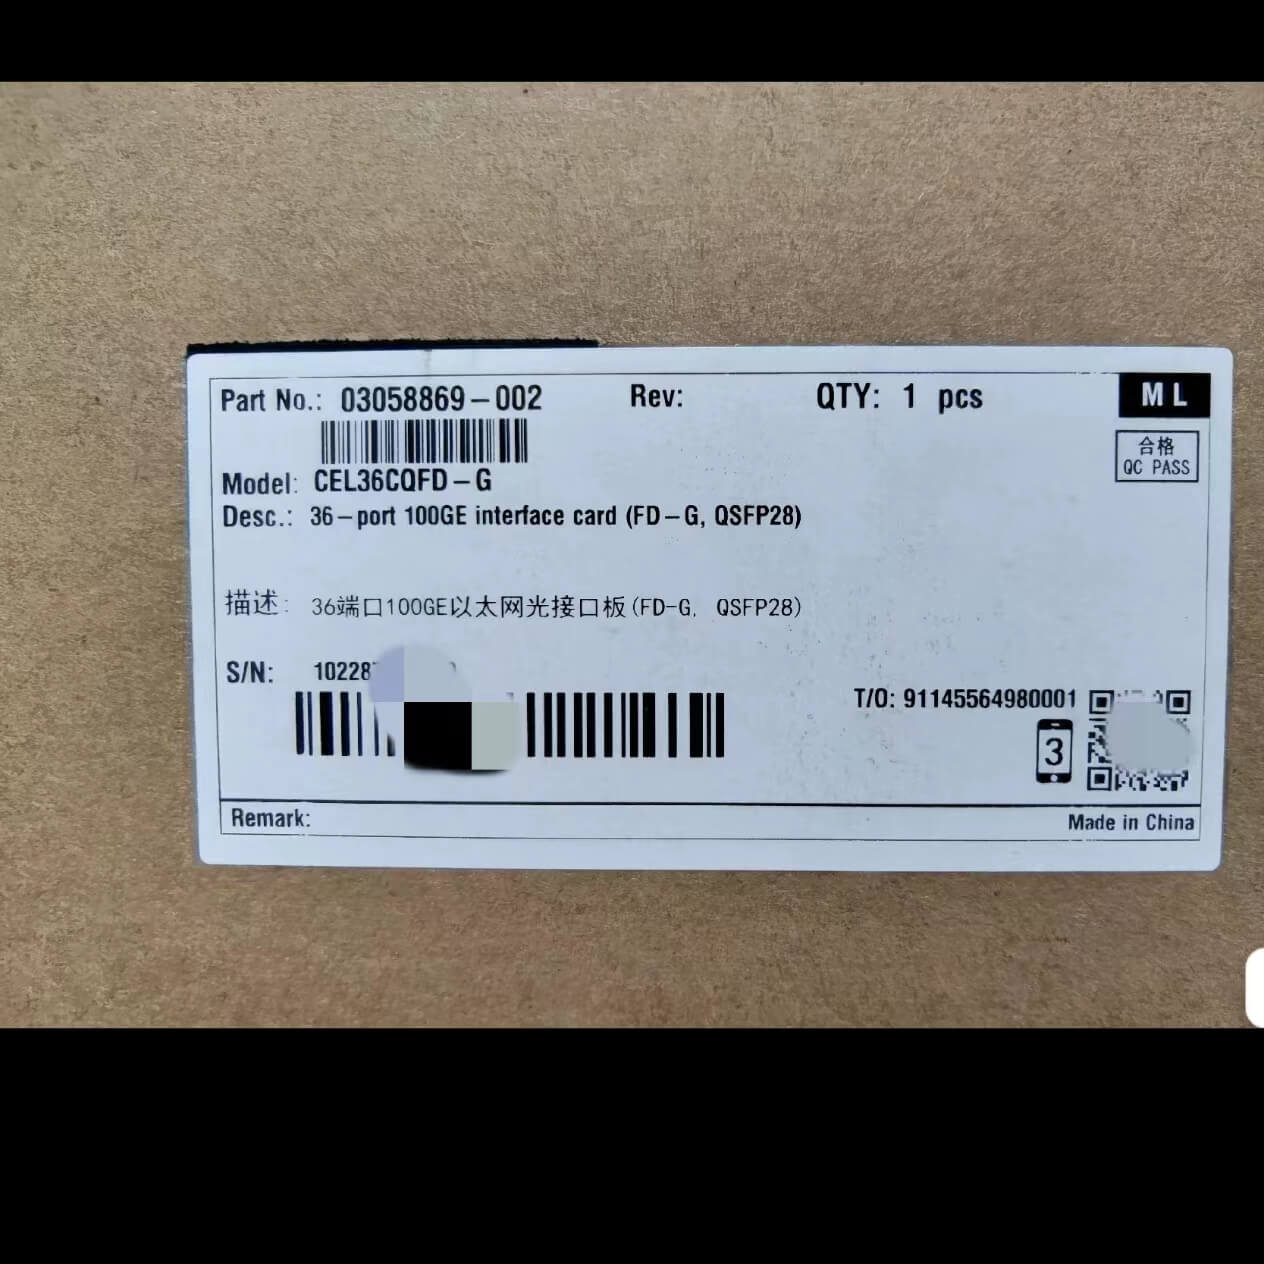 Part No.: 03058869-002 Rev: QTY: 1 pcs ML
合格
QC PASS
Model: CEL36CQFD-G
Desc.: 36-port 100GE interface card (FD-G, QSFP28)
描述: 36端口100GE以太网光接口板(FD-G, QSFP28)
S/N: 10228
T/O: 91145564980001
3
Remark: Made in China